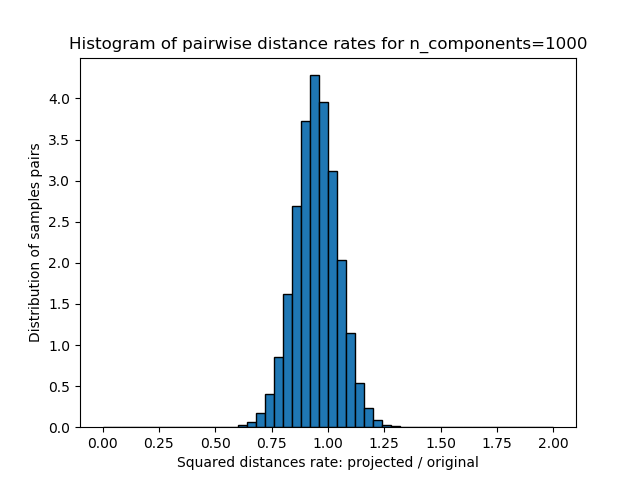 Histogram of pairwise distance rates for n_components=1000
Distribution of samples pairs
4.0
3.5
3.0
2.5
2.0
1.5
1.0
0.5
0.0
0.00 0.25 0.50 0.75 1.00 1.25 1.50 1.75 2.00
Squared distances rate: projected / original